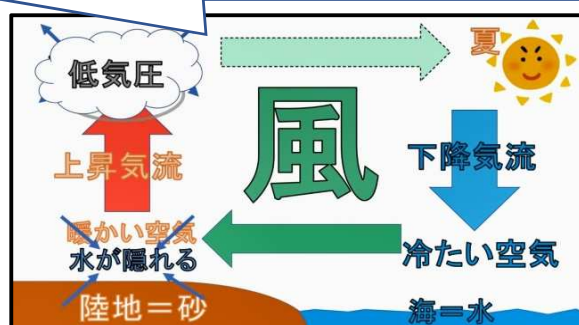 低気圧
夏
風
上昇気流
下降気流
暖かい空気
水が隠れる
冷たい空気
陸地＝砂
海＝水